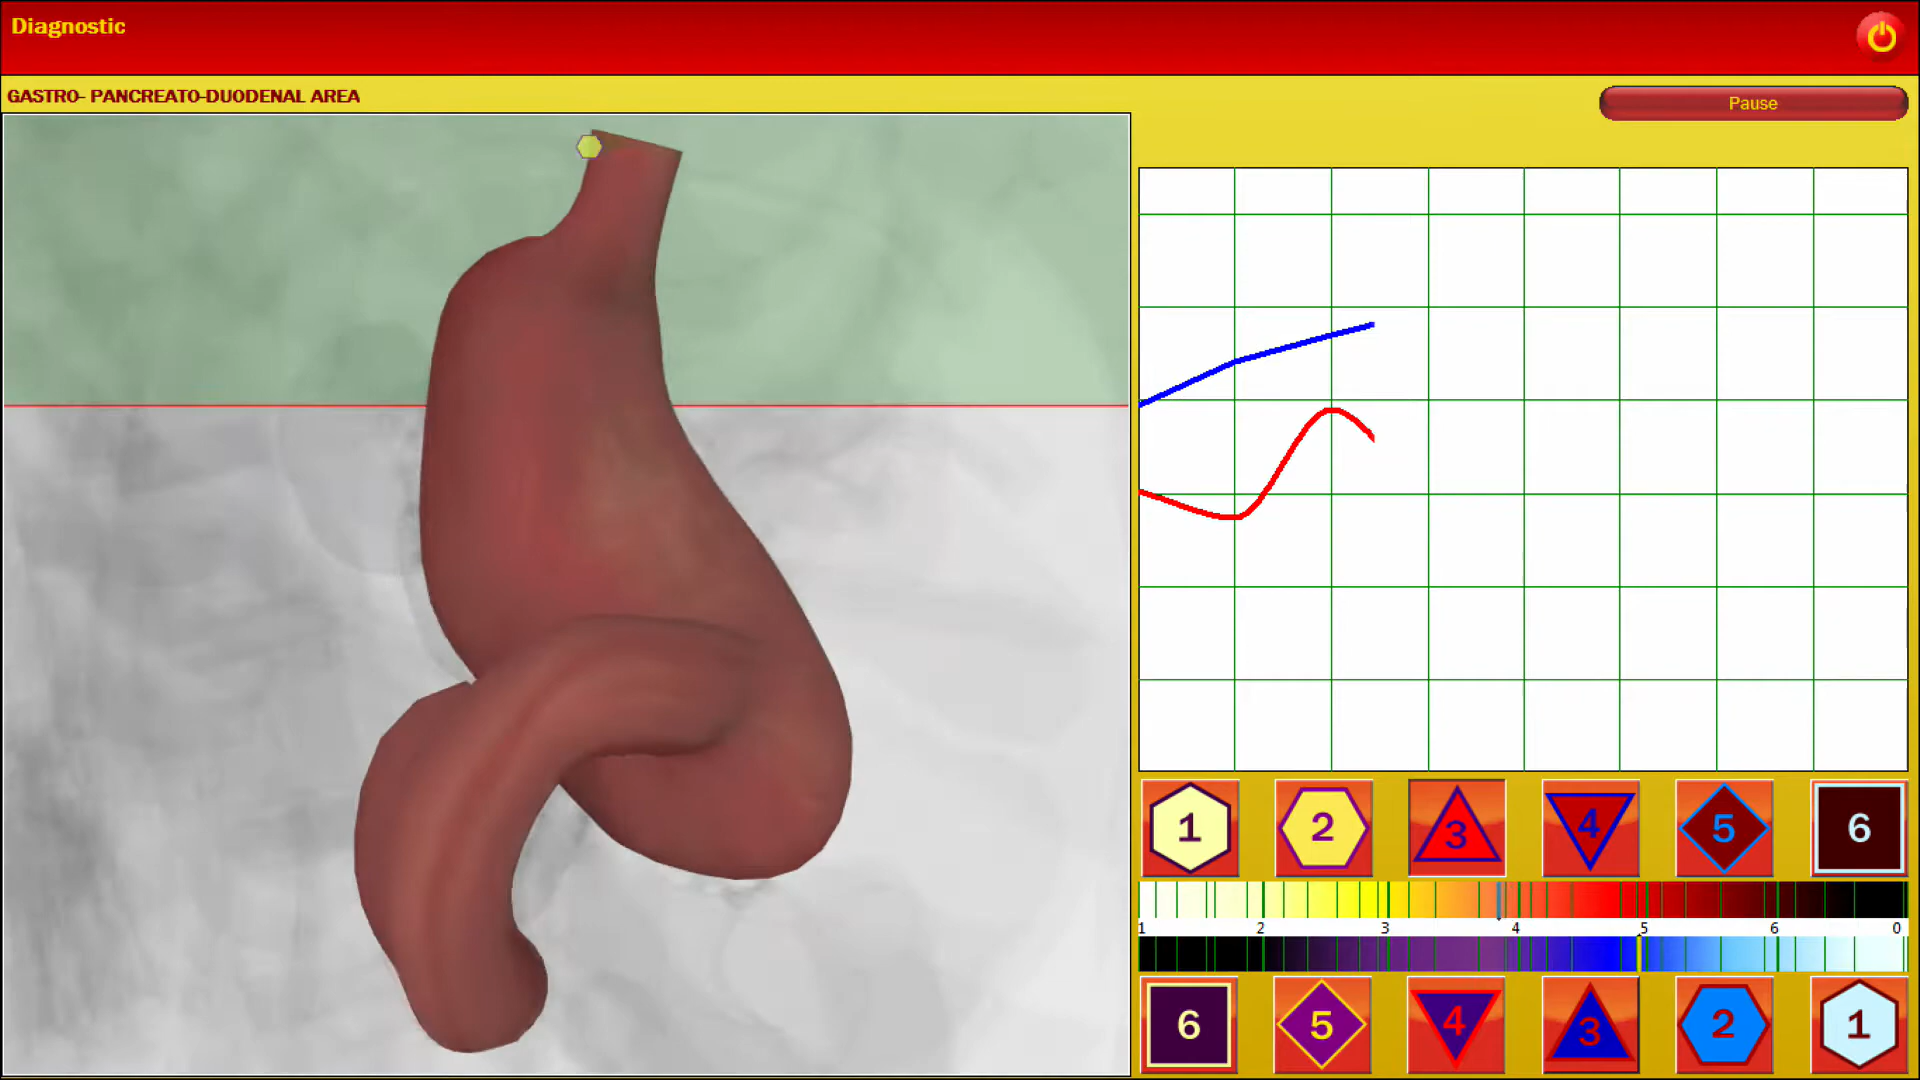 Diagnostic
GASTRO- PANCREATO-DUODENAL AREA
Pause
1 2 3 4 5 6
1 2 3 4 5 6 0
6 5 4 3 2 1